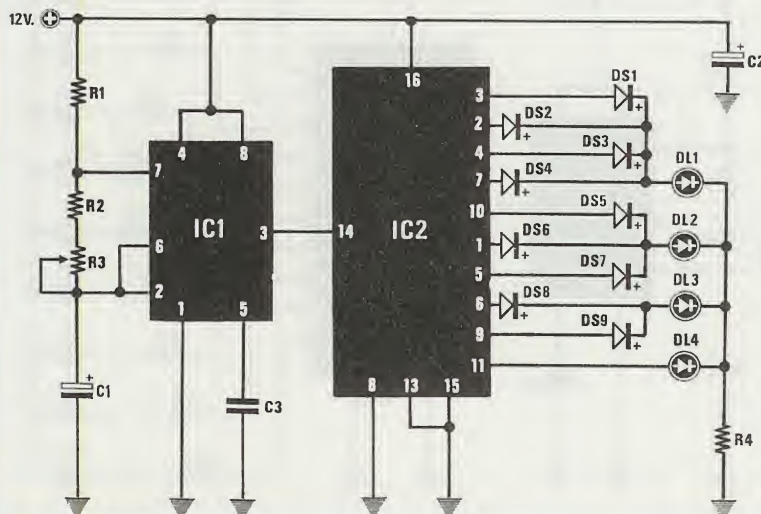 12V.
C2
R1
16
DS1
3
DS2
2
4
8
DS3
4
7
DS4
7
DL1
R2
DS5
10
IC1
3
14
IC2
DL2
6
DS6
1
R3
DS7
5
2
DS8
DL3
6
1
5
DS9
9
DL4
11
C1
C3
8
13
15
R4